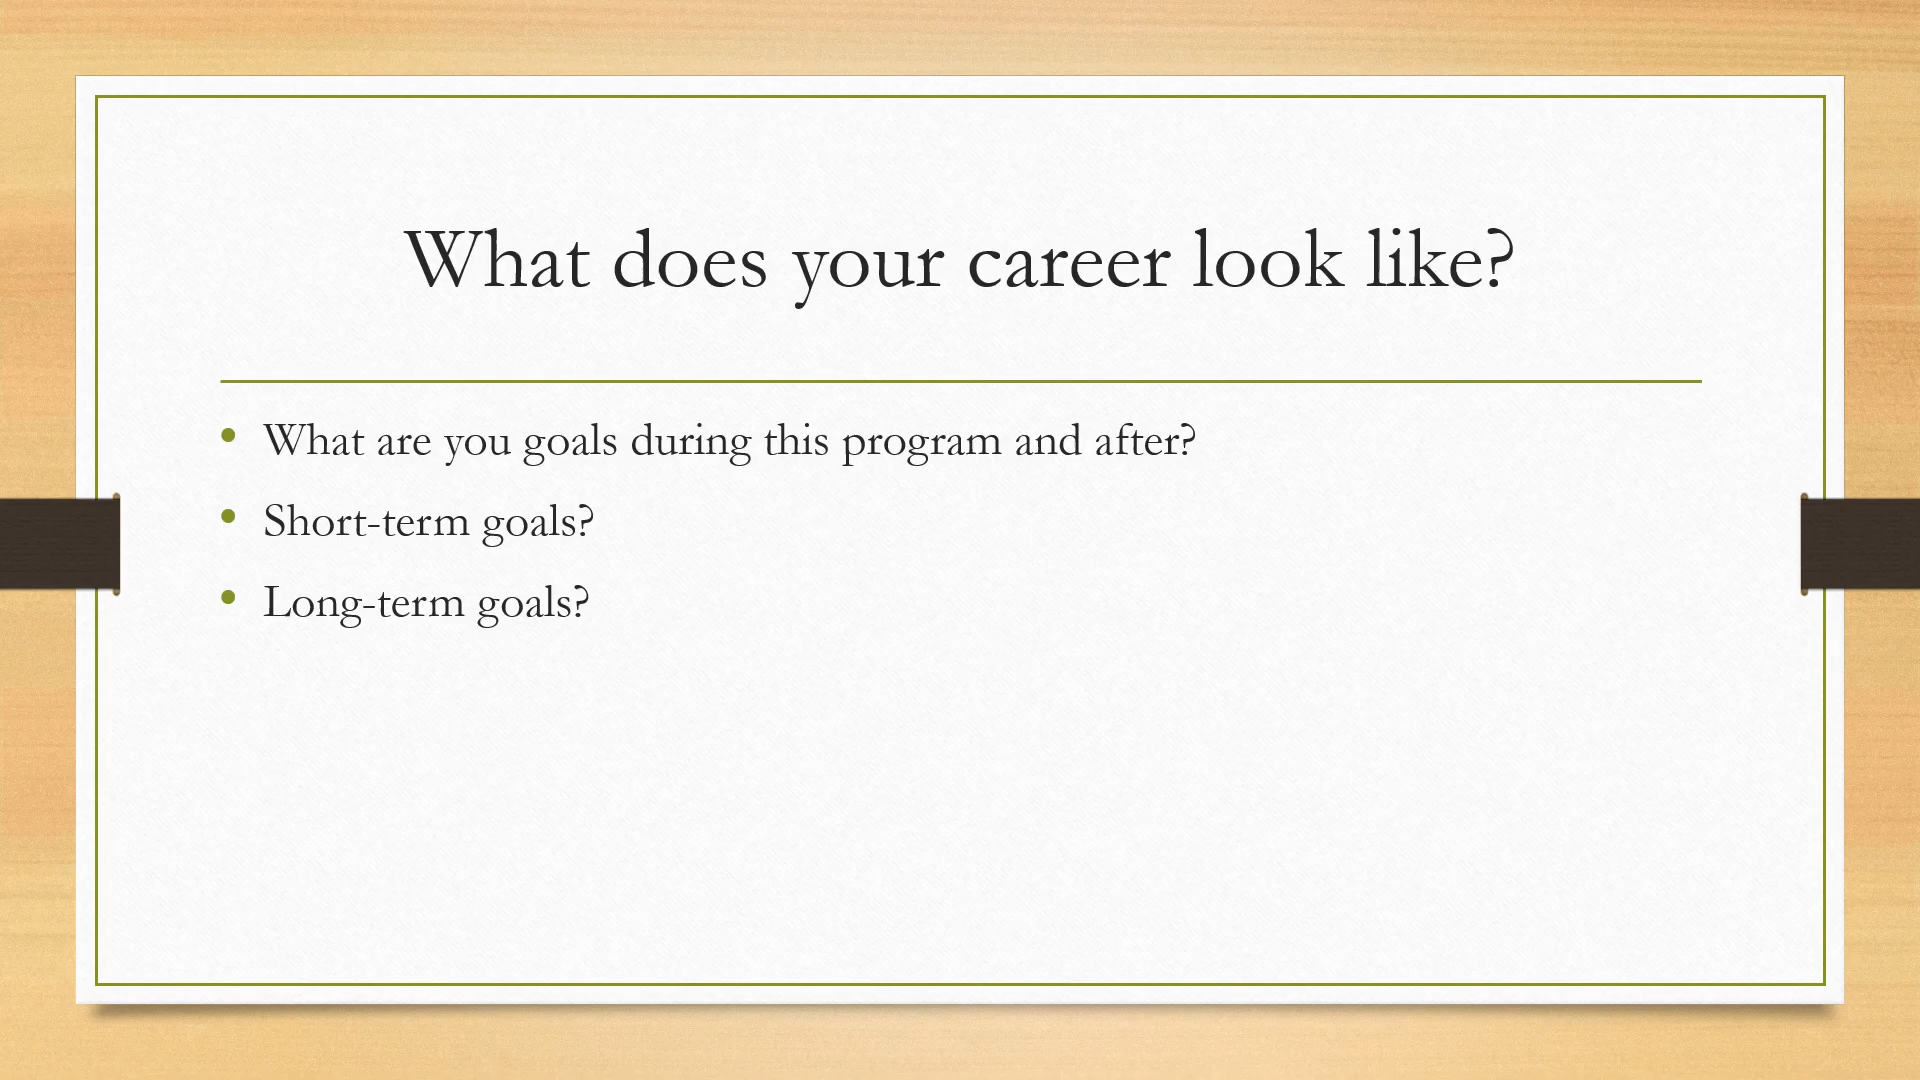 What does your career look like?
• What are you goals during this program and after?
• Short-term goals?
• Long-term goals?